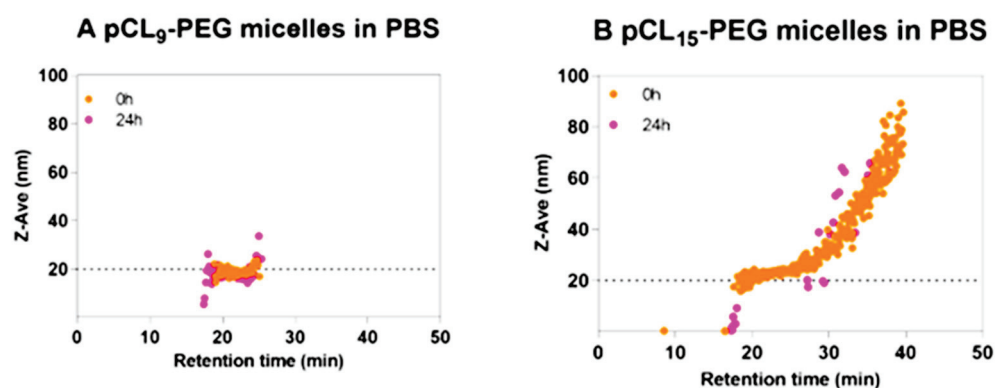 A pCL₉-PEG micelles in PBS
100
80
60
40
20
Z-Ave (nm)
0h
24h
0 10 20 30 40 50
Retention time (min)
B pCL₁₅-PEG micelles in PBS
100
80
60
40
20
0
Z-Ave (nm)
0h
24h
0 10 20 30 40 50
Retention time (min)